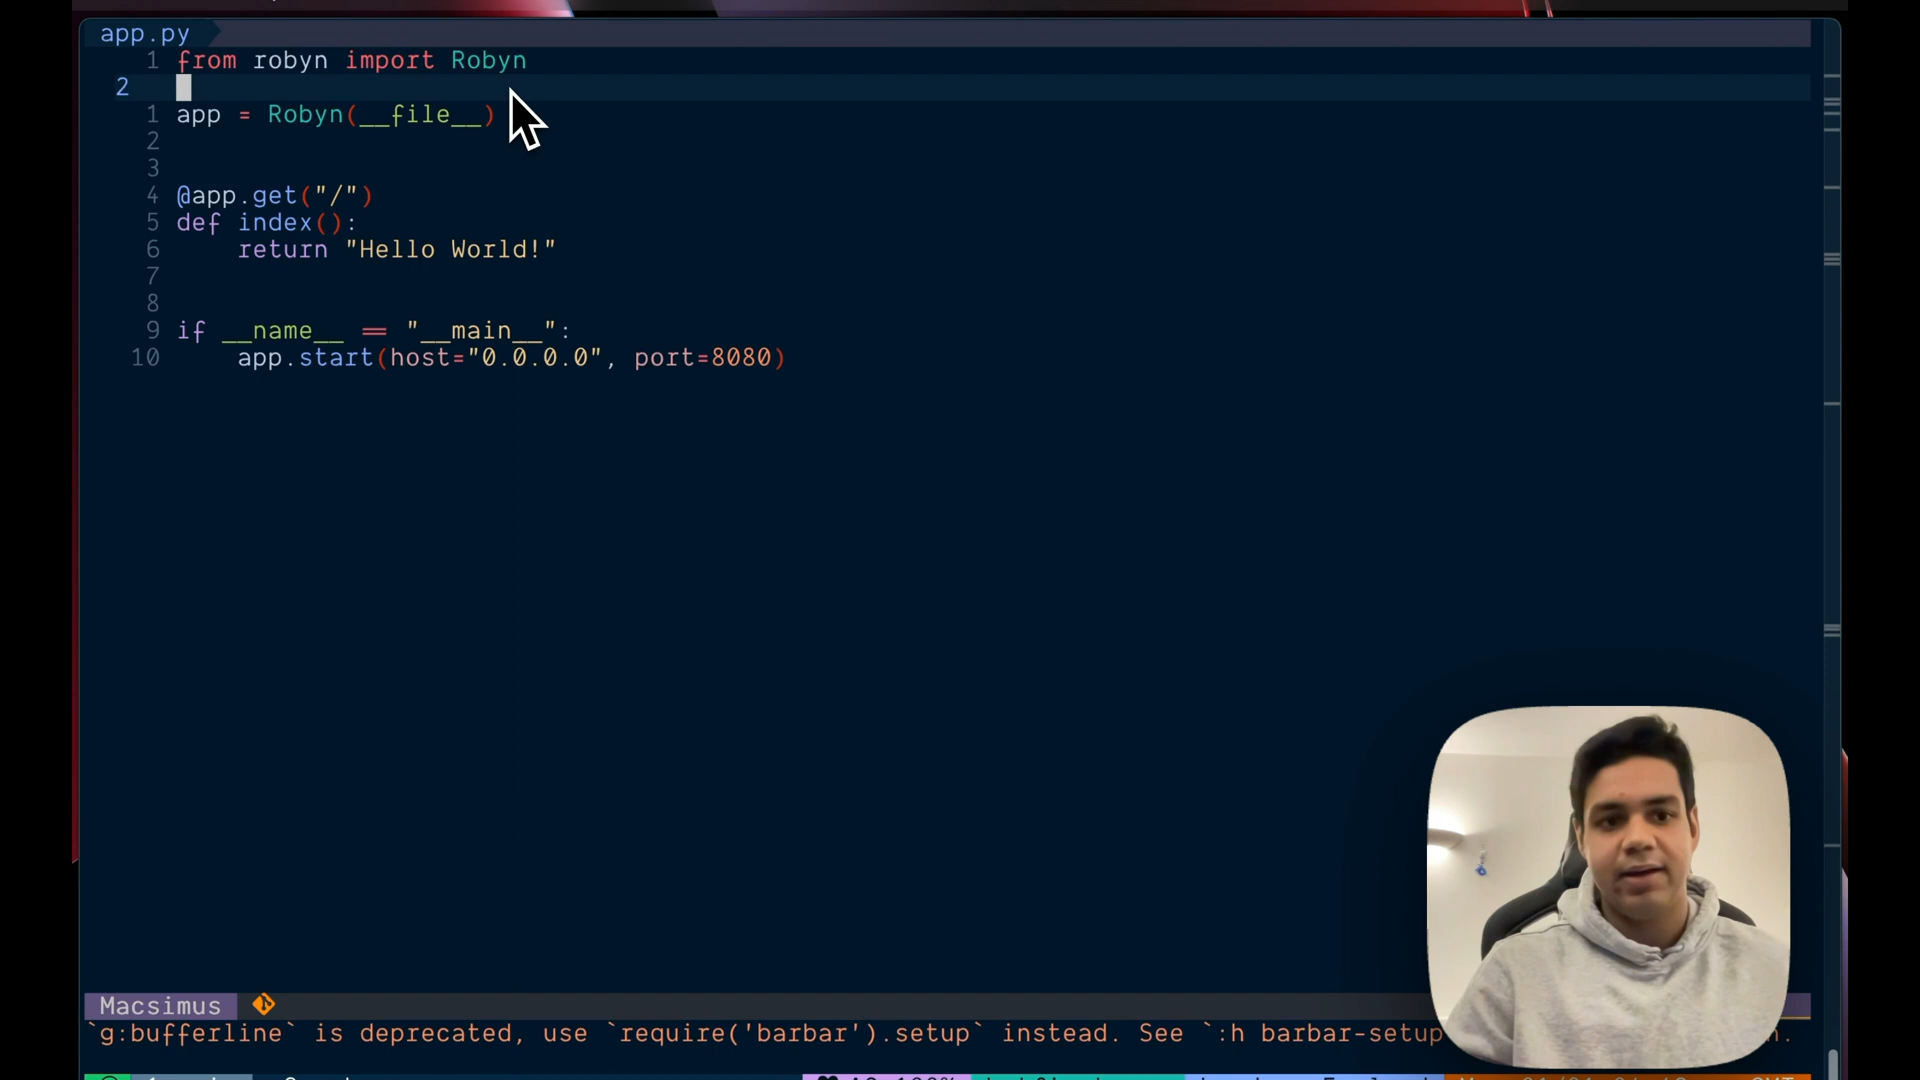 app.py
1 from robyn import Robyn
2
1 app = Robyn(__file__)
2
3
4 @app.get("/")
5 def index():
6 return "Hello World!"
7
8
9 if __name__ == "__main__":
10 app.start(host="0.0.0.0", port=8080)
Macsimus
`g:bufferline` is deprecated, use `require('barbar').setup` instead. See `:h barbar-setup